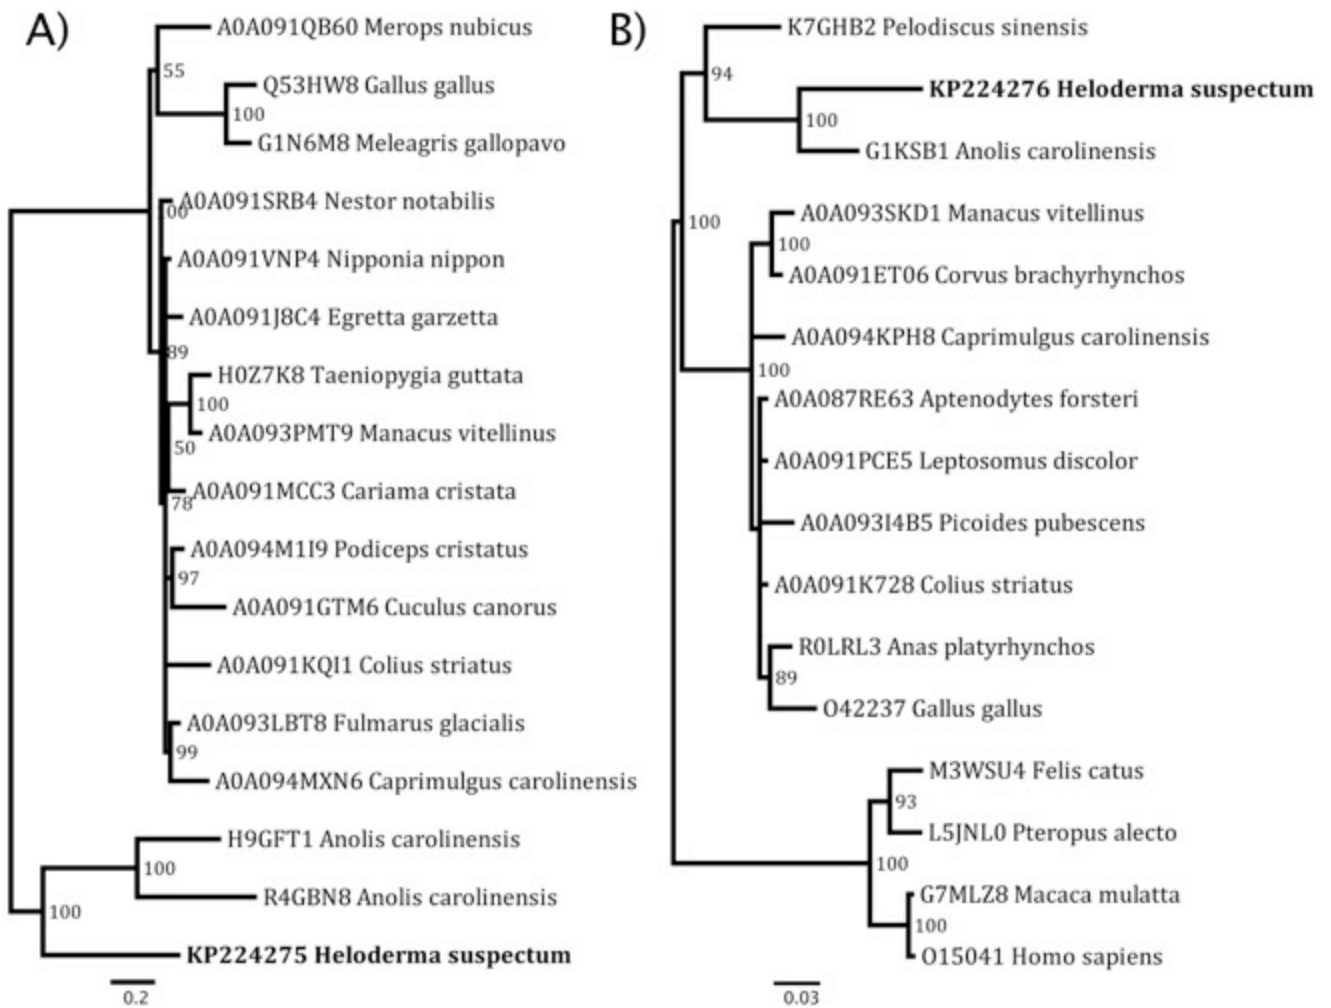 A)
A0A091QB60 Merops nubicus
55
Q53HW8 Gallus gallus
100
G1N6M8 Meleagris gallopavo
A0A091SRB4 Nestor notabilis
100
A0A091VNP4 Nipponia nippon
A0A091J8C4 Egretta garzetta
89
H0Z7K8 Taeniopygia guttata
100
A0A093PMT9 Manacus vitellinus
50
A0A091MCC3 Cariama cristata
78
A0A094M1I9 Podiceps cristatus
97
A0A091GTM6 Cuculus canorus
A0A091KQI1 Colius striatus
A0A093LBT8 Fulmarus glacialis
99
A0A094MXN6 Caprimulgus carolinensis
H9GFT1 Anolis carolinensis
100
R4GBN8 Anolis carolinensis
100
KP224275 Heloderma suspectum
0.2
B)
K7GHB2 Pelodiscus sinensis
94
KP224276 Heloderma suspectum
100
G1KSB1 Anolis carolinensis
A0A093SKD1 Manacus vitellinus
100
100
A0A091ET06 Corvus brachyrhynchos
A0A094KPH8 Caprimulgus carolinensis
100
A0A087RE63 Aptenodytes forsteri
A0A091PCE5 Leptosomus discolor
A0A093I4B5 Picoides pubescens
A0A091K728 Colius striatus
R0LRL3 Anas platyrhynchos
89
O42237 Gallus gallus
M3WSU4 Felis catus
93
L5JNL0 Pteropus alecto
100
G7MLZ8 Macaca mulatta
100
O15041 Homo sapiens
0.03